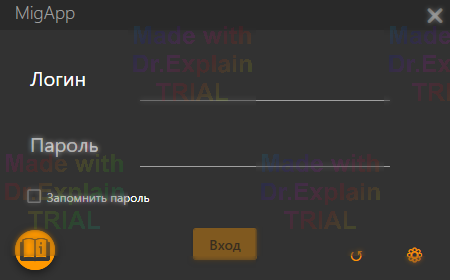 MigApp
Made with
Dr.Explain
TRIAL
Made with
Dr.Explain
TRIAL
Логин
Пароль
Made with
Dr.Explain
TRIAL
Made with
Dr.Explain
TRIAL
Запомнить пароль
Вход